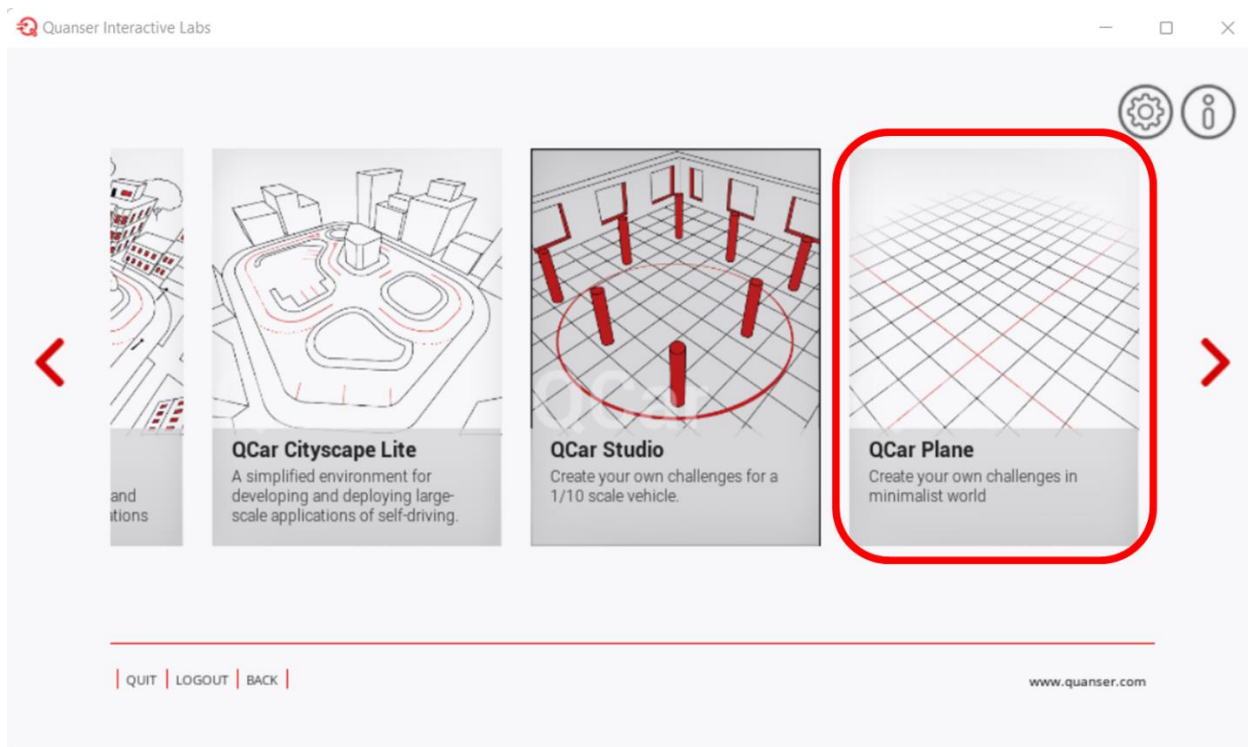 Quanser Interactive Labs
and
QCar Cityscape Lite
A simplified environment for
developing and deploying large-
scale applications of self-driving.
QCar
QCar Studio
Create your own challenges for a
1/10 scale vehicle.
QCar Plane
Create your own challenges in
minimalist world
QUIT LOGOUT BACK
www.quanser.com